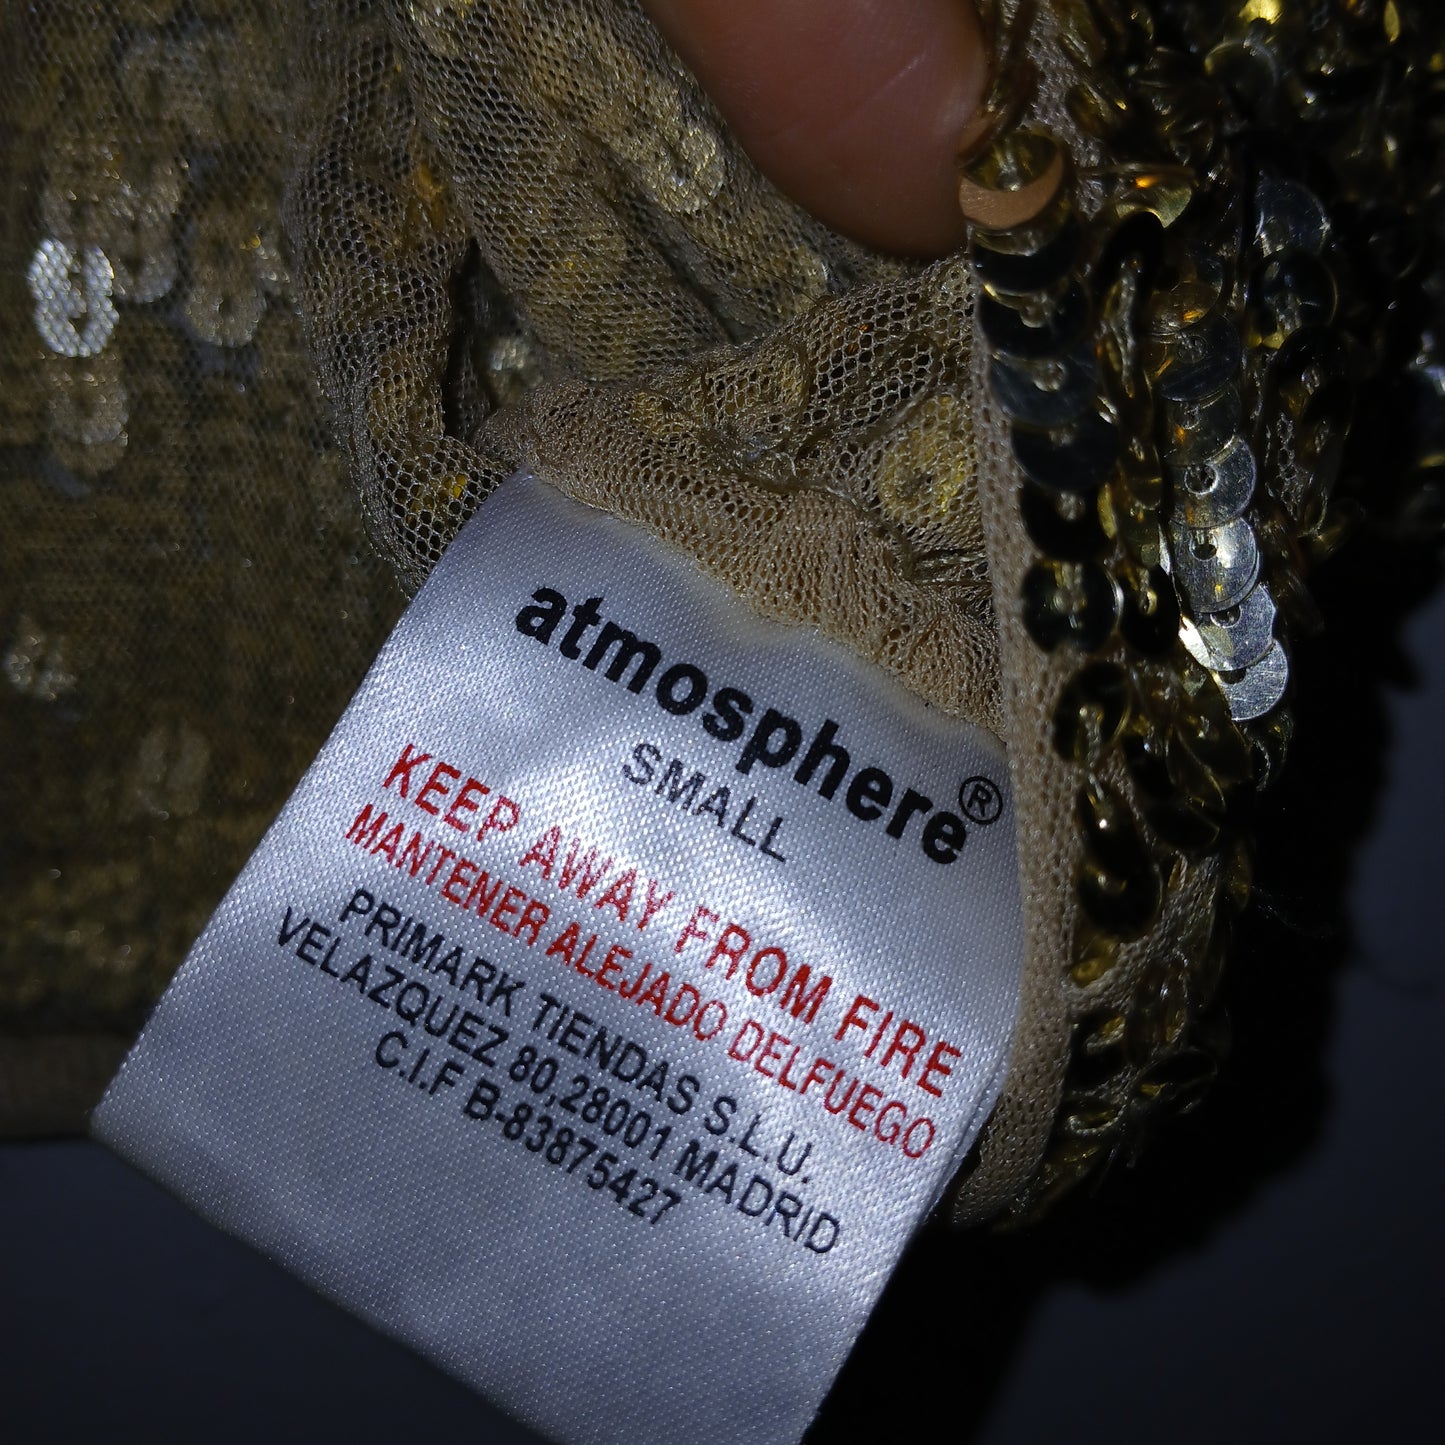 atmosphere®
SMALL
KEEP AWAY FROM FIRE
MANTENER ALEJADO DELFUEGO
PRIMARK TIENDAS S.L.U.
VELAZQUEZ 80,28001 MADRID
C.I.F B-83875427